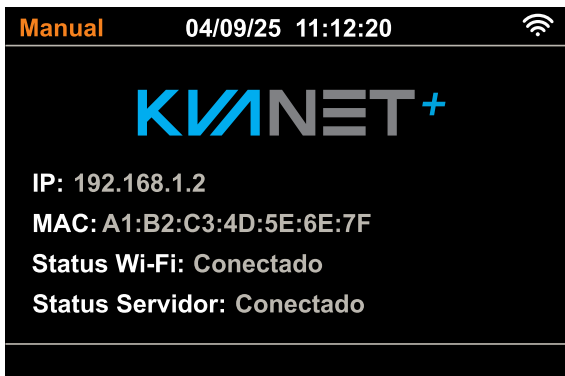 Manual 04/09/25 11:12:20
KVANET+
IP: 192.168.1.2
MAC: A1:B2:C3:4D:5E:6E:7F
Status Wi-Fi: Conectado
Status Servidor: Conectado